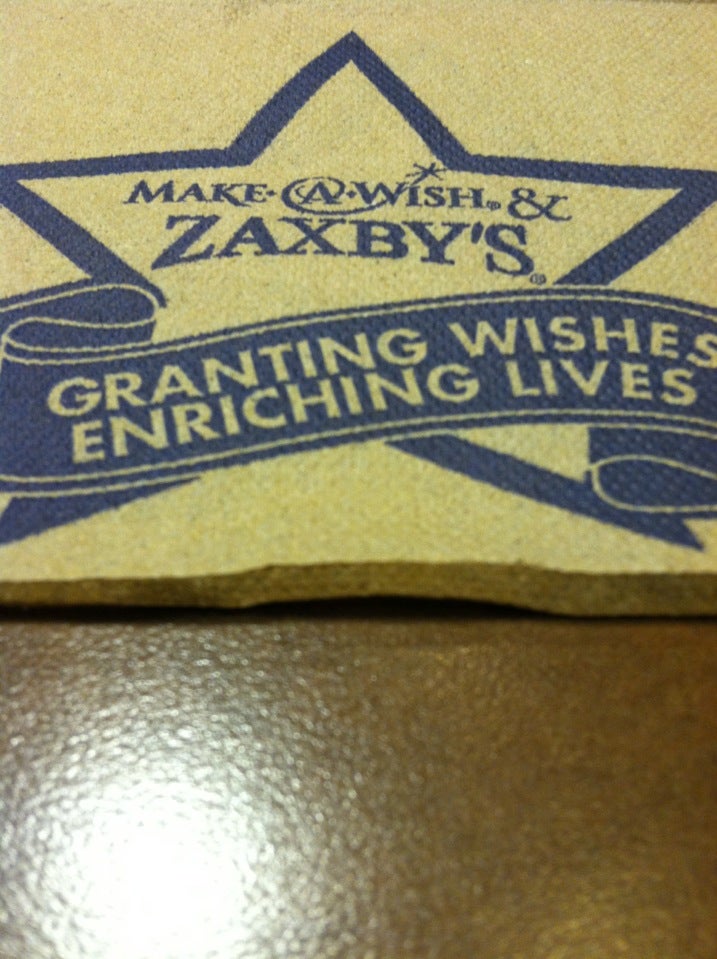 MAKE·A·WISH® &
ZAXBY'S®
GRANTING WISHES
ENRICHING LIVES